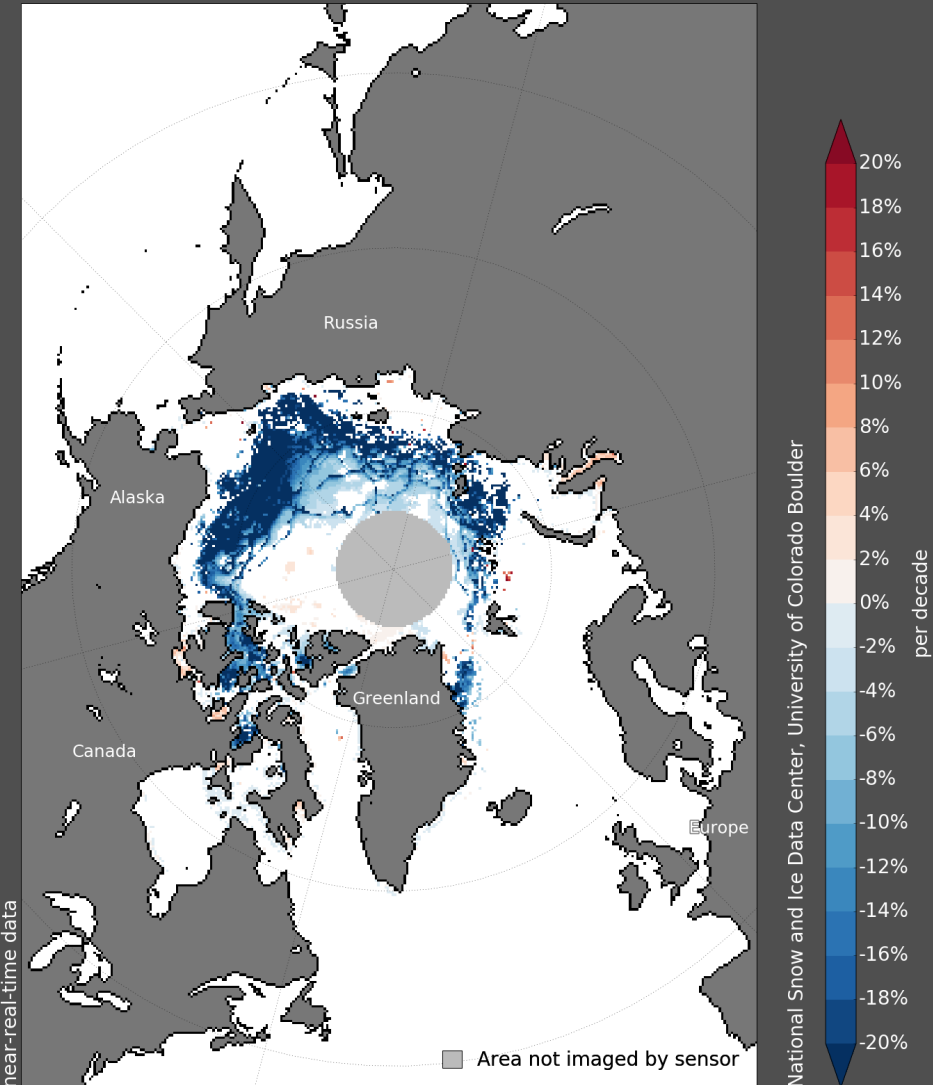 Russia
Alaska
Greenland
Canada
Europe
near-real-time data
Area not imaged by sensor
National Snow and Ice Data Center, University of Colorado Boulder
20%
18%
16%
14%
12%
10%
8%
6%
4%
2%
0%
-2%
-4%
-6%
-8%
-10%
-12%
-14%
-16%
-18%
-20%
per decade